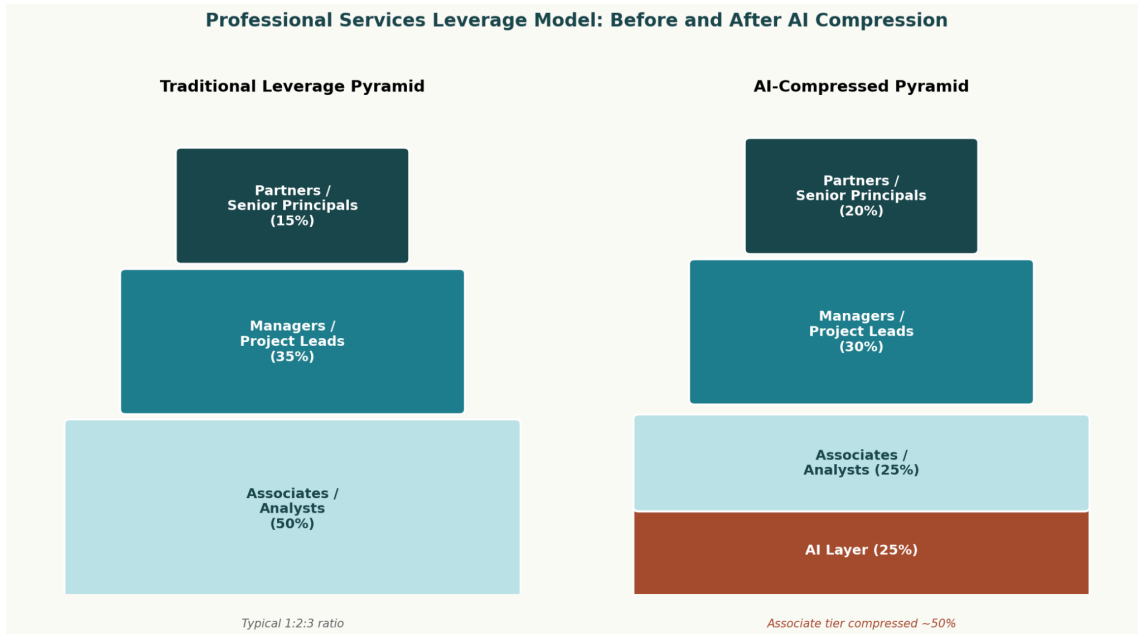 Professional Services Leverage Model: Before and After AI Compression
Traditional Leverage Pyramid
Partners /
Senior Principals
(15%)
Managers /
Project Leads
(35%)
Associates /
Analysts
(50%)
Typical 1:2:3 ratio
AI-Compressed Pyramid
Partners /
Senior Principals
(20%)
Managers /
Project Leads
(30%)
Associates /
Analysts (25%)
AI Layer (25%)
Associate tier compressed ~50%